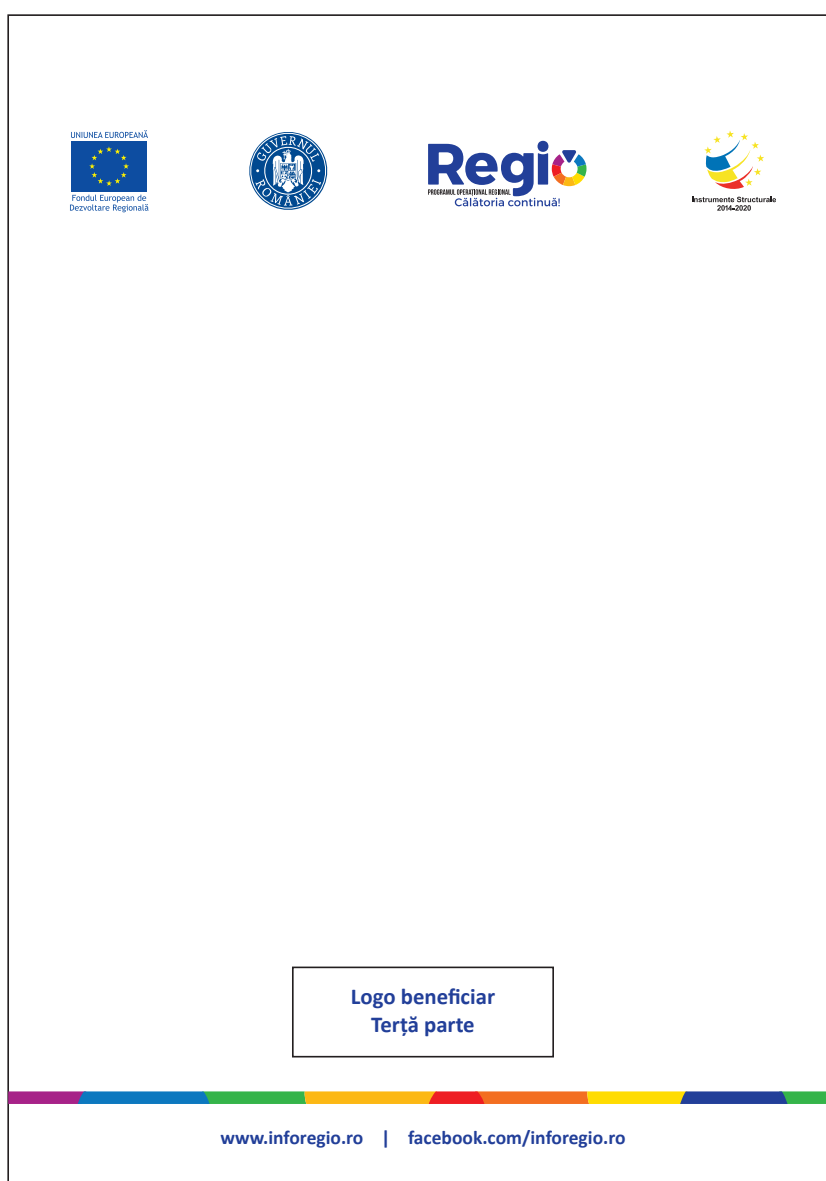 UNIUNEA EUROPEANĂ
Fondul European de
Dezvoltare Regională
GUVERNUL ROMÂNIEI
Regio
PROGRAMUL OPERAȚIONAL REGIONAL
Călătoria continuă!
Instrumente Structurale
2014-2020
Logo beneficiar
Terță parte
www.inforegio.ro | facebook.com/inforegio.ro